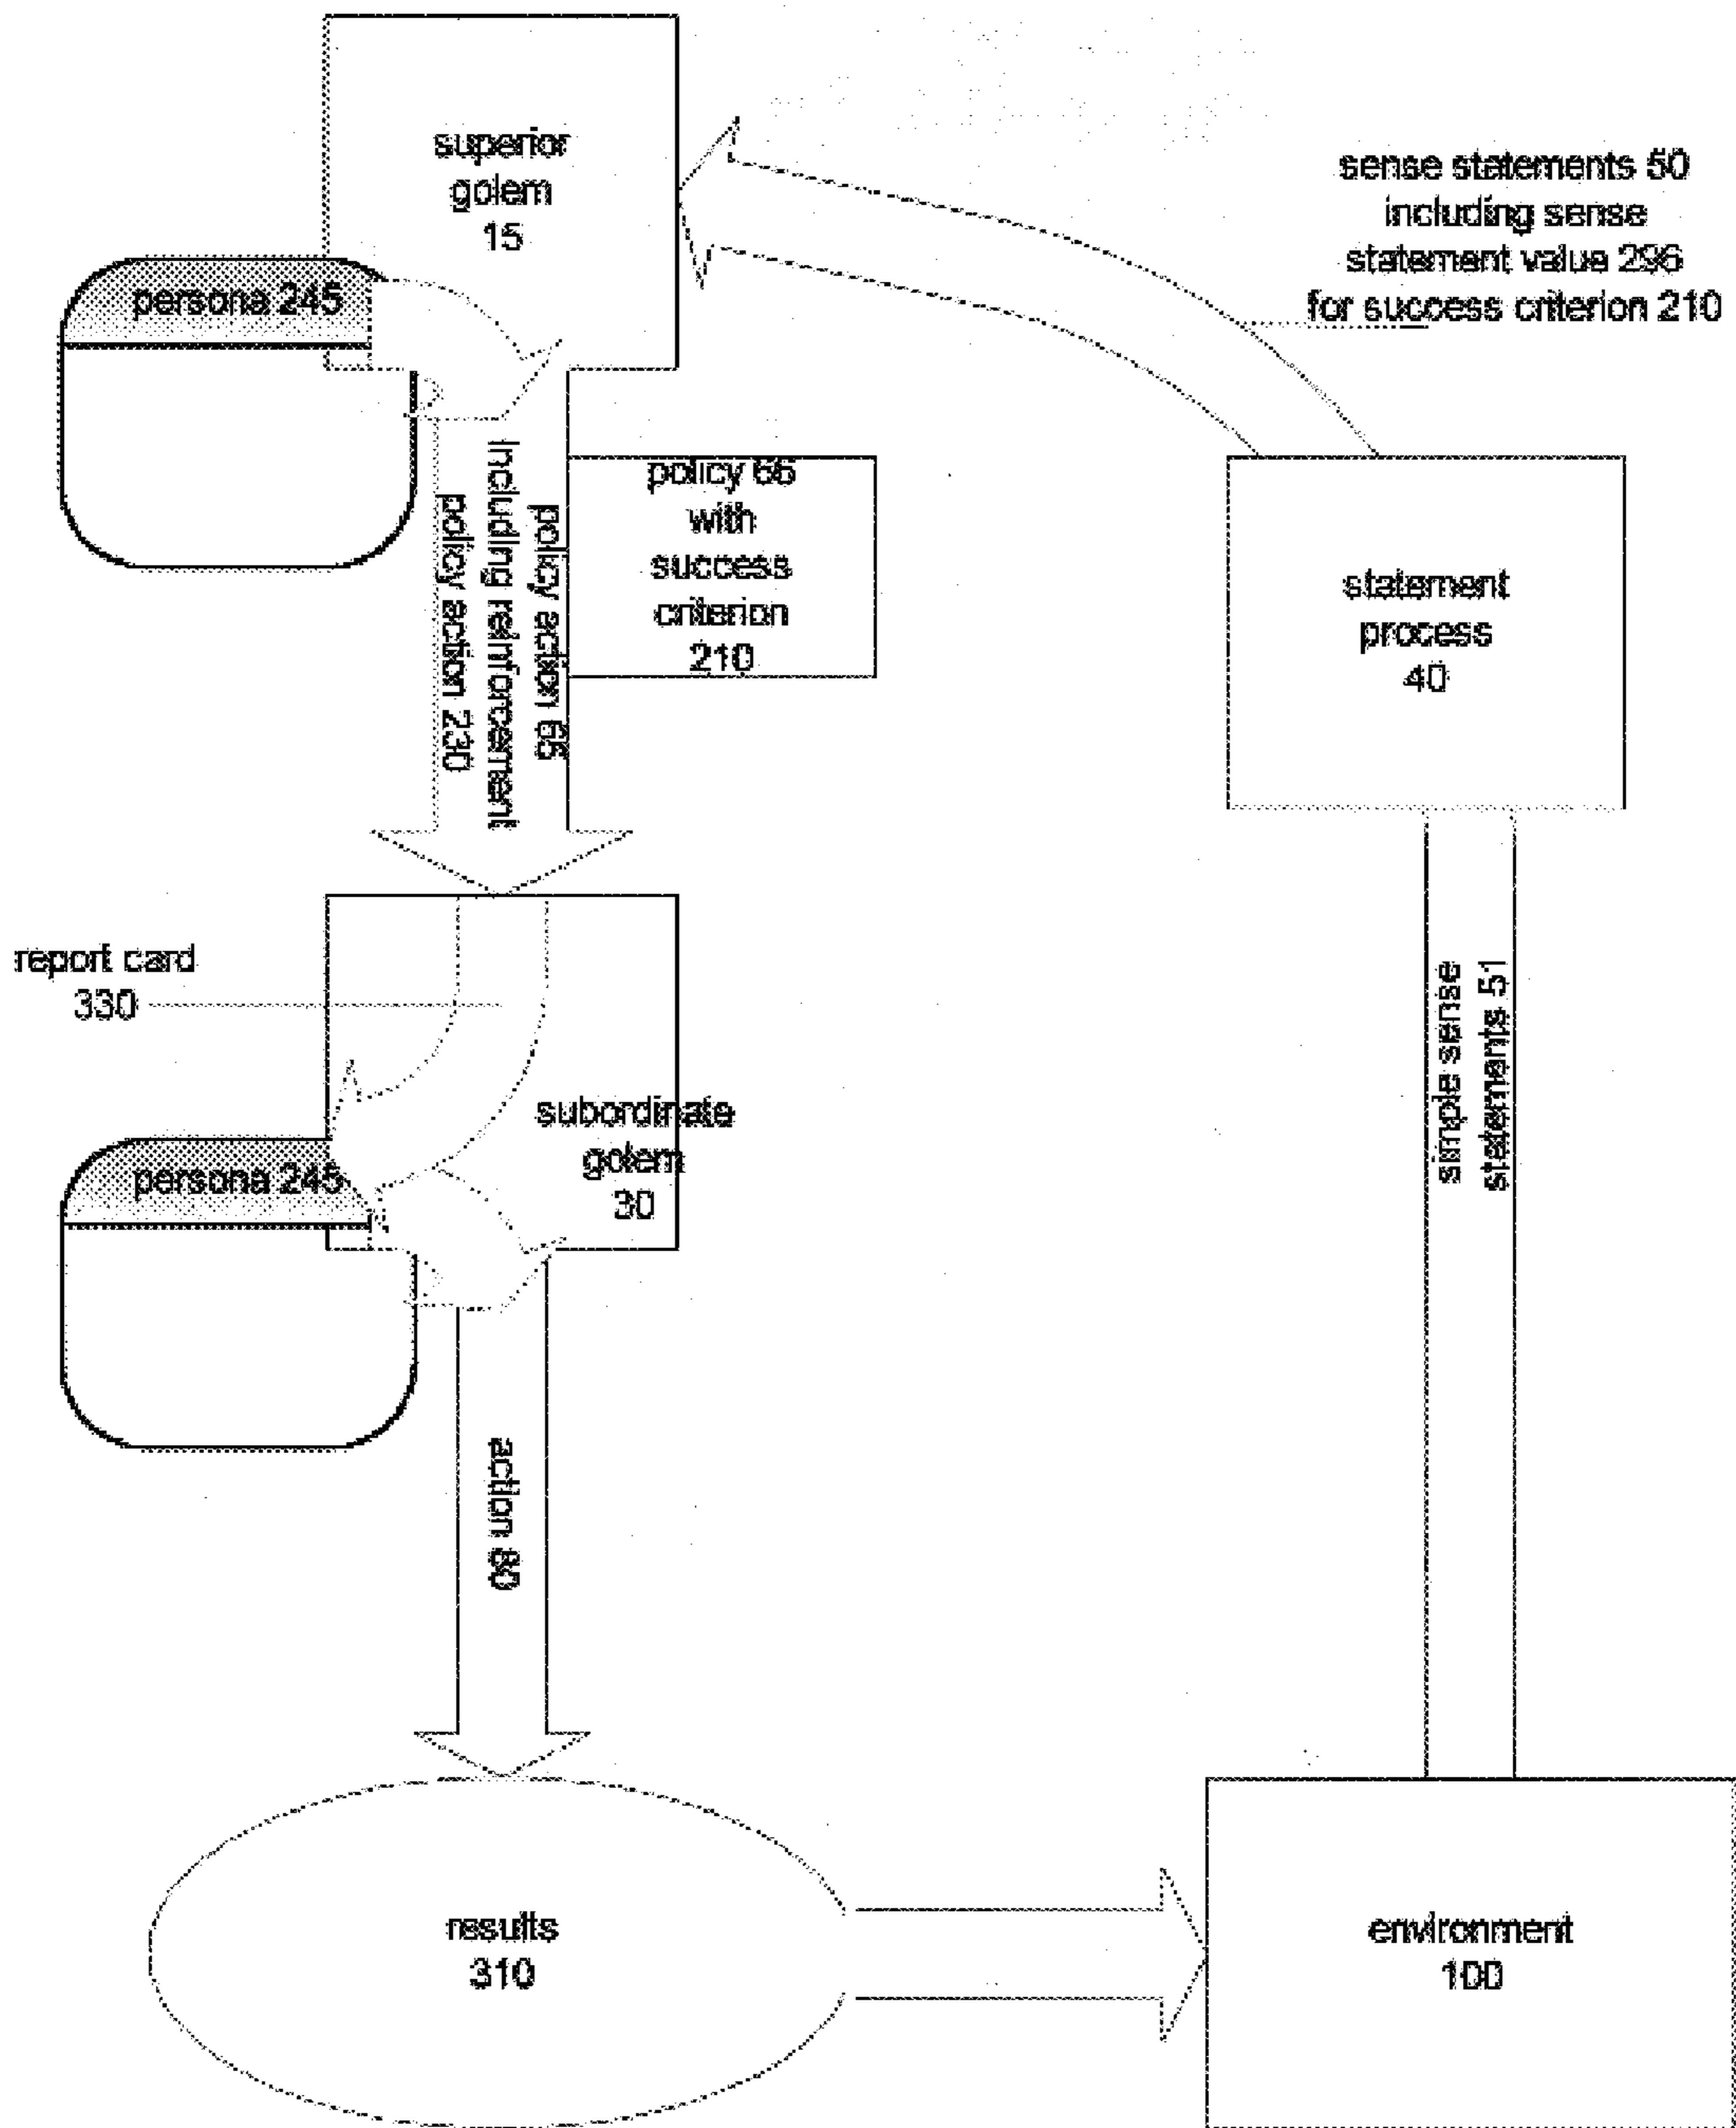 superior
golem
15
sense statements 50
including sense
statement value 296
for success criterion 210
persona 245
policy action 65
including reinforcement
policy action 230
policy 66
with
success
criterion
210
statement
process
40
report card
330
simple sense
statements 51
subordinate
golem
30
persona 245
action 80
results
310
environment
100